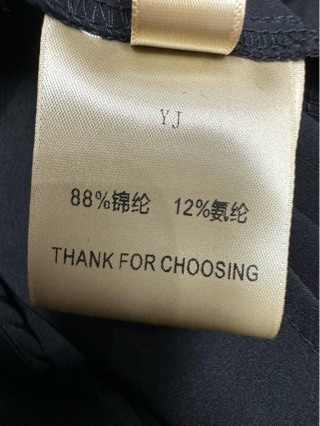 YJ
88%锦纶 12%氨纶
THANK FOR CHOOSING